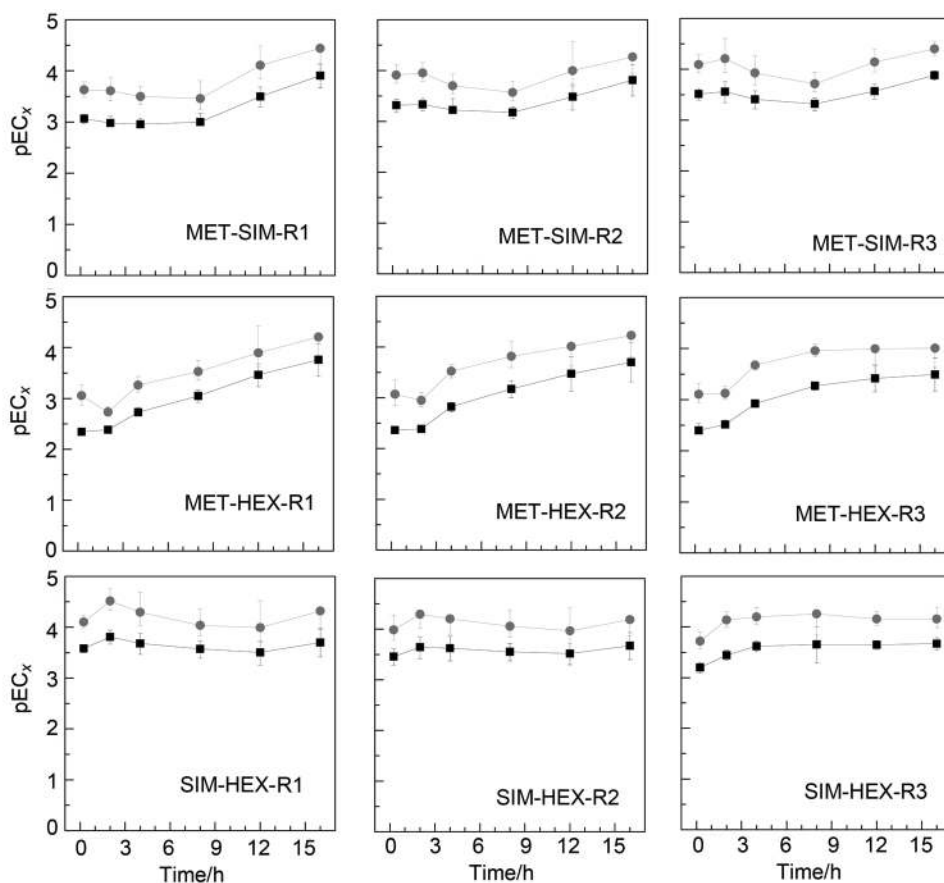 5
4
3
2
1
0
pECₓ
MET-SIM-R1
MET-SIM-R2
MET-SIM-R3
5
4
3
2
1
0
pECₓ
MET-HEX-R1
MET-HEX-R2
MET-HEX-R3
5
4
3
2
1
0
pECₓ
SIM-HEX-R1
SIM-HEX-R2
SIM-HEX-R3
0 3 6 9 12 15
0 3 6 9 12 15
0 3 6 9 12 15
Time/h
Time/h
Time/h